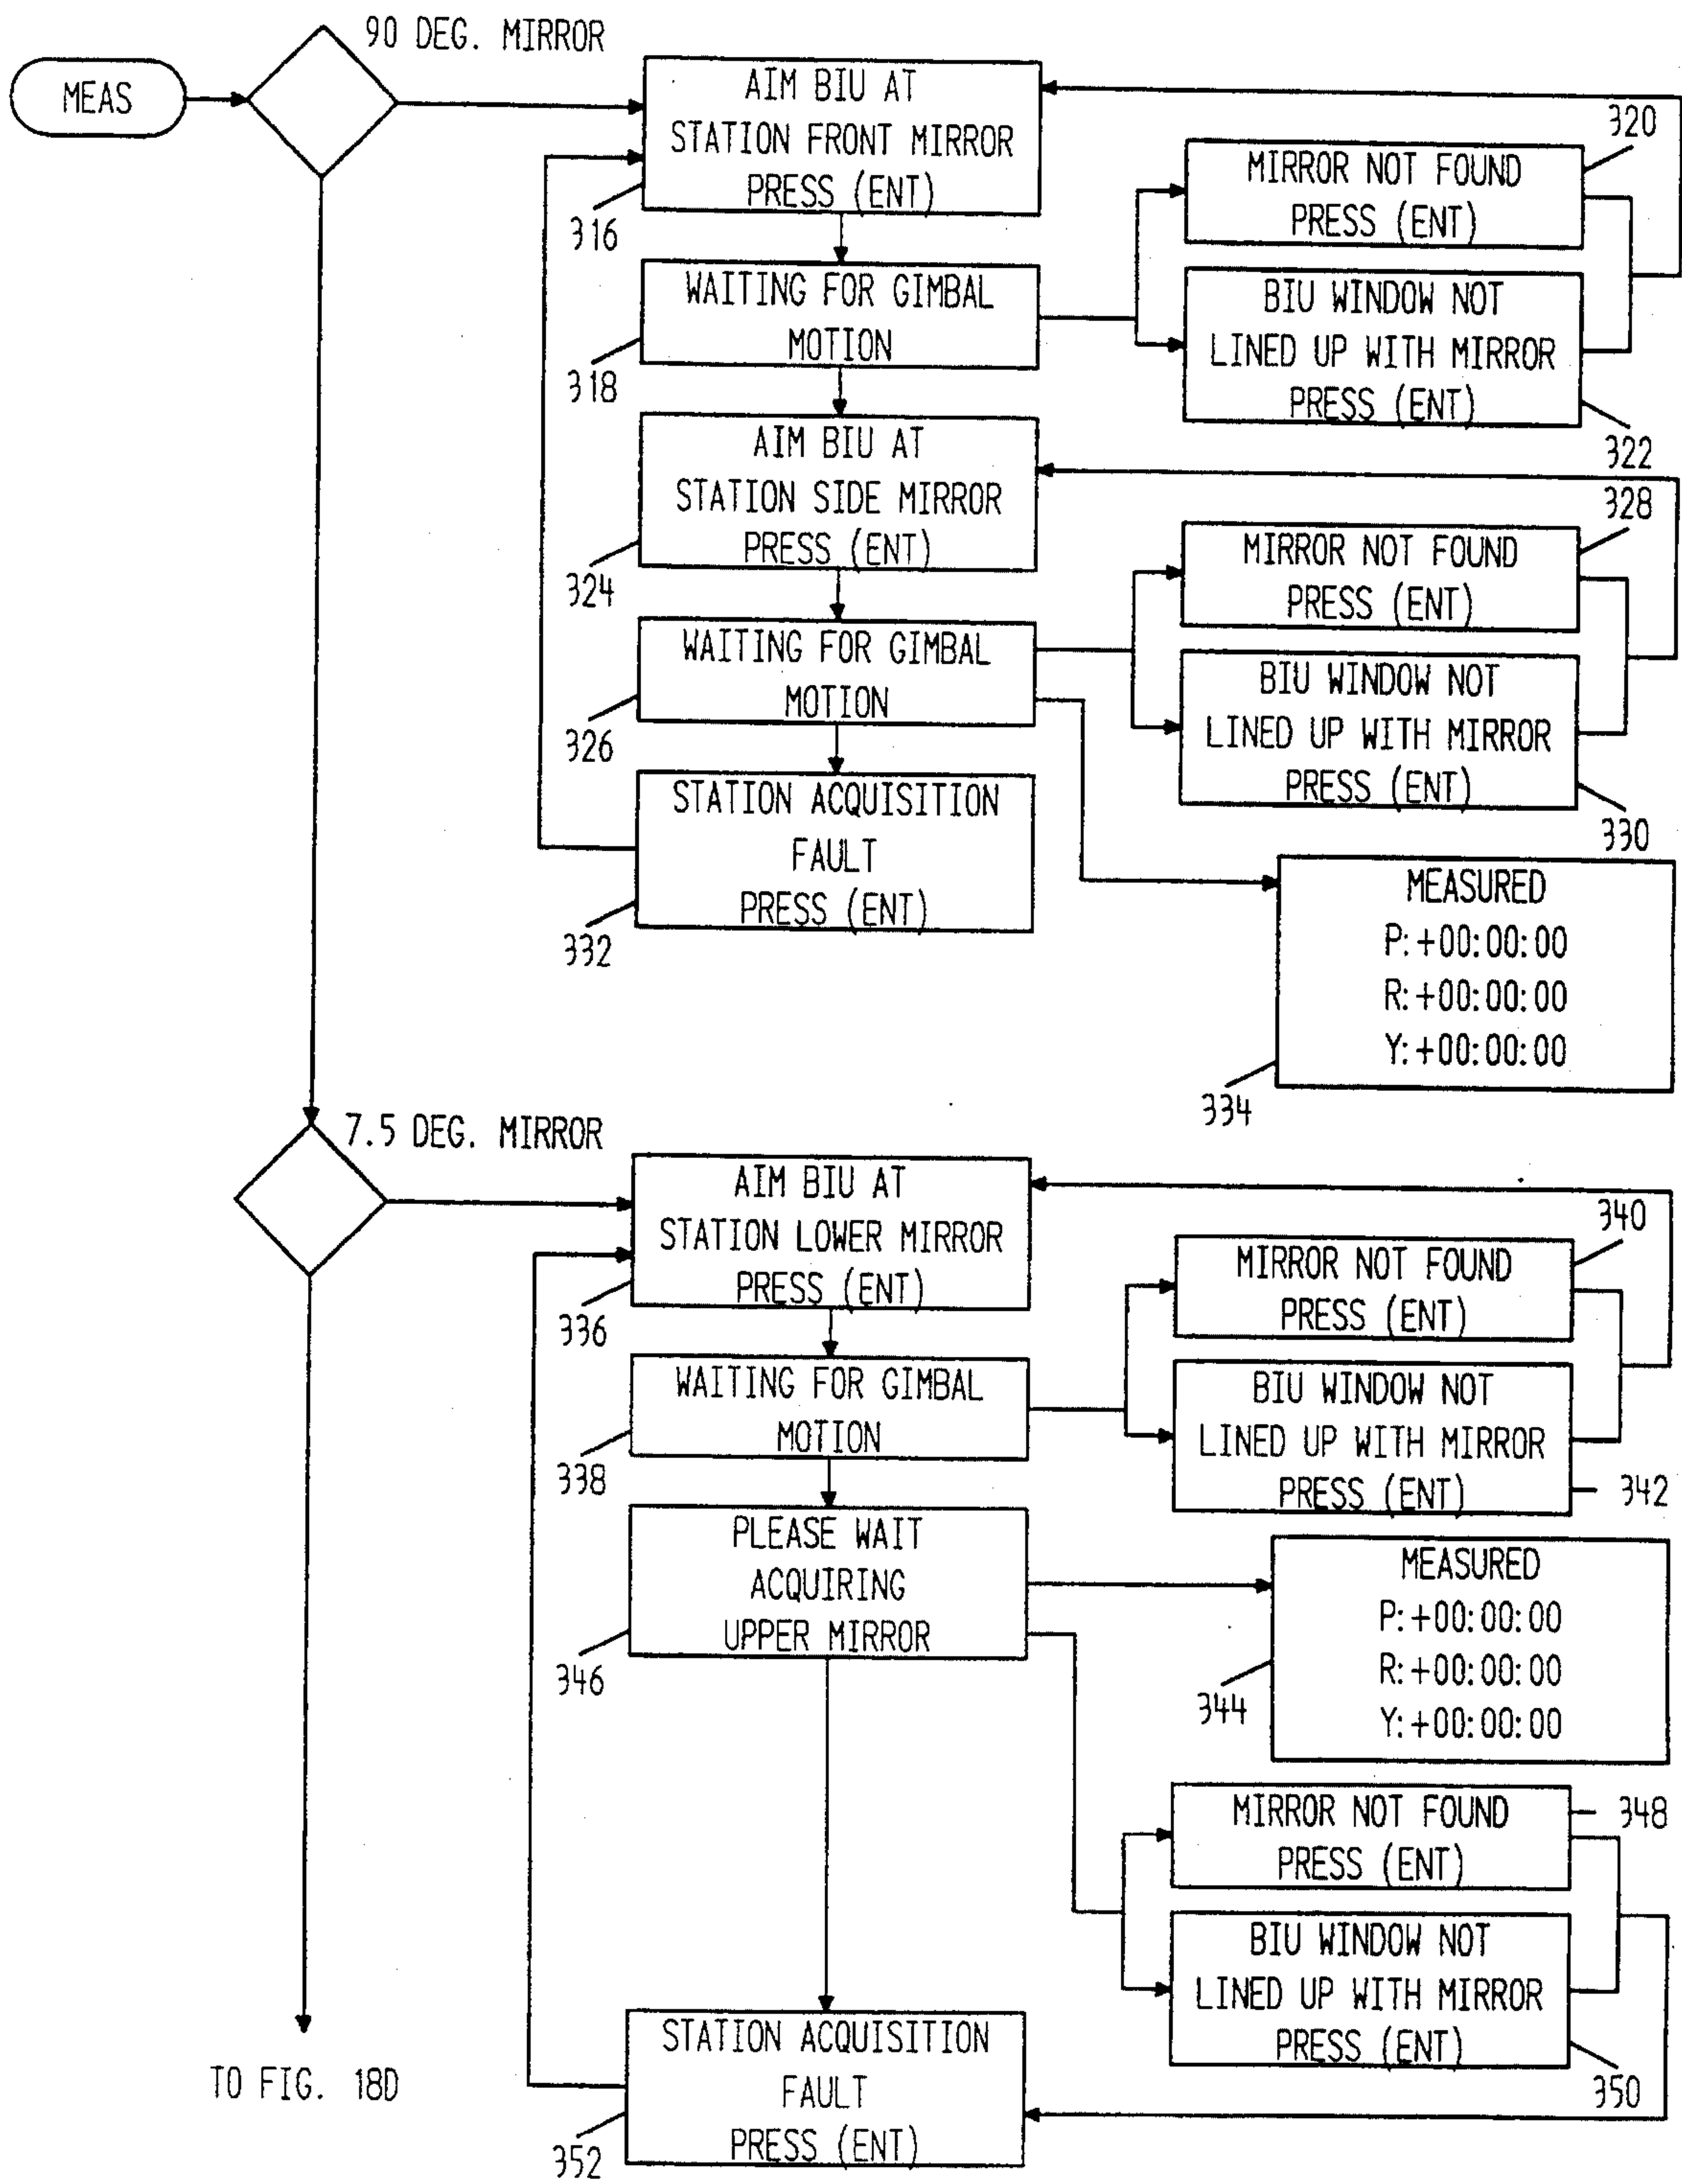 90 DEG. MIRROR
MEAS
AIM BIU AT
STATION FRONT MIRROR
PRESS (ENT)
316
320
MIRROR NOT FOUND
PRESS (ENT)
WAITING FOR GIMBAL
MOTION
318
BIU WINDOW NOT
LINED UP WITH MIRROR
PRESS (ENT)
322
AIM BIU AT
STATION SIDE MIRROR
PRESS (ENT)
324
328
MIRROR NOT FOUND
PRESS (ENT)
WAITING FOR GIMBAL
MOTION
326
BIU WINDOW NOT
LINED UP WITH MIRROR
PRESS (ENT)
330
STATION ACQUISITION
FAULT
PRESS (ENT)
332
MEASURED
P:+00:00:00
R:+00:00:00
Y:+00:00:00
334
7.5 DEG. MIRROR
AIM BIU AT
STATION LOWER MIRROR
PRESS (ENT)
336
340
MIRROR NOT FOUND
PRESS (ENT)
WAITING FOR GIMBAL
MOTION
338
BIU WINDOW NOT
LINED UP WITH MIRROR
PRESS (ENT)
342
PLEASE WAIT
ACQUIRING
UPPER MIRROR
346
MEASURED
P:+00:00:00
R:+00:00:00
Y:+00:00:00
344
MIRROR NOT FOUND
PRESS (ENT)
348
BIU WINDOW NOT
LINED UP WITH MIRROR
PRESS (ENT)
350
STATION ACQUISITION
FAULT
PRESS (ENT)
352
TO FIG. 18D